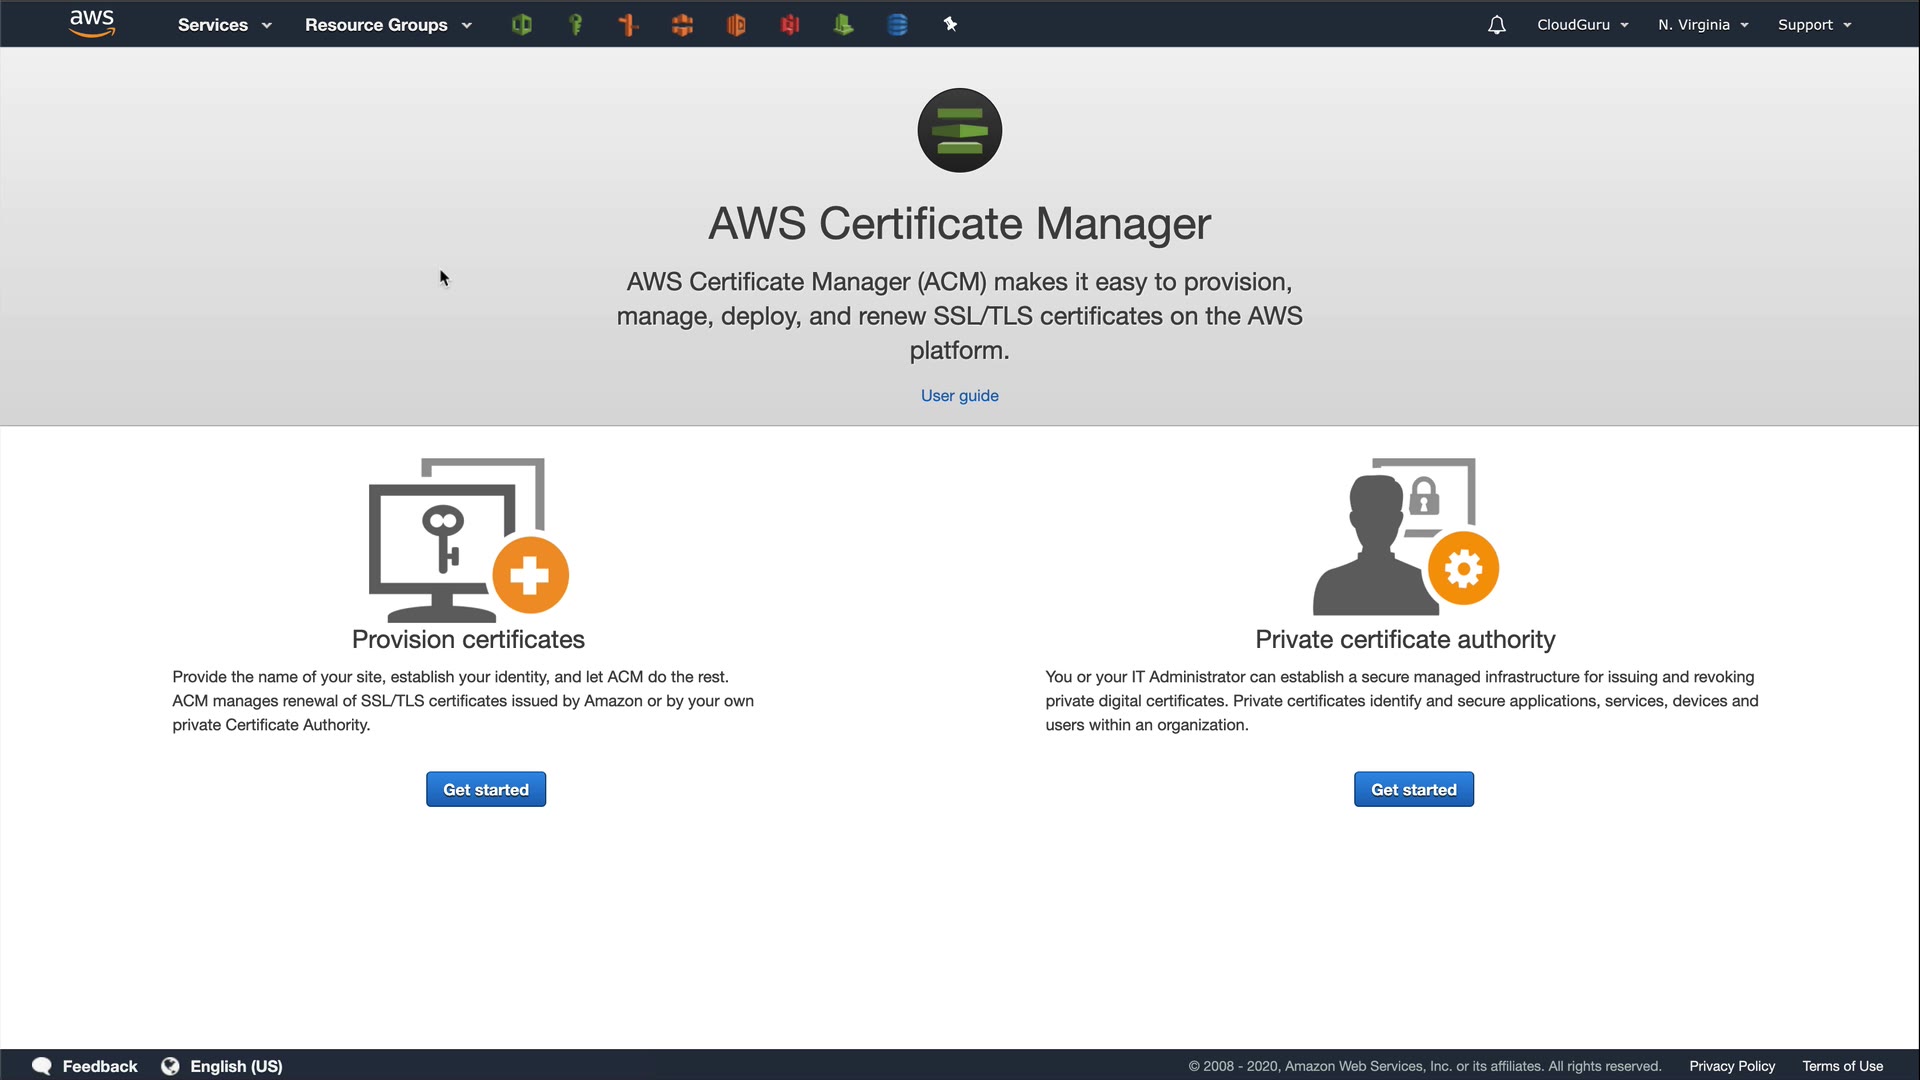 aws Services Resource Groups CloudGuru N. Virginia Support
AWS Certificate Manager
AWS Certificate Manager (ACM) makes it easy to provision,
manage, deploy, and renew SSL/TLS certificates on the AWS
platform.
User guide
Provision certificates
Provide the name of your site, establish your identity, and let ACM do the rest.
ACM manages renewal of SSL/TLS certificates issued by Amazon or by your own
private Certificate Authority.
Get started
Private certificate authority
You or your IT Administrator can establish a secure managed infrastructure for issuing and revoking
private digital certificates. Private certificates identify and secure applications, services, devices and
users within an organization.
Get started
Feedback English (US) © 2008 - 2020, Amazon Web Services, Inc. or its affiliates. All rights reserved. Privacy Policy Terms of Use